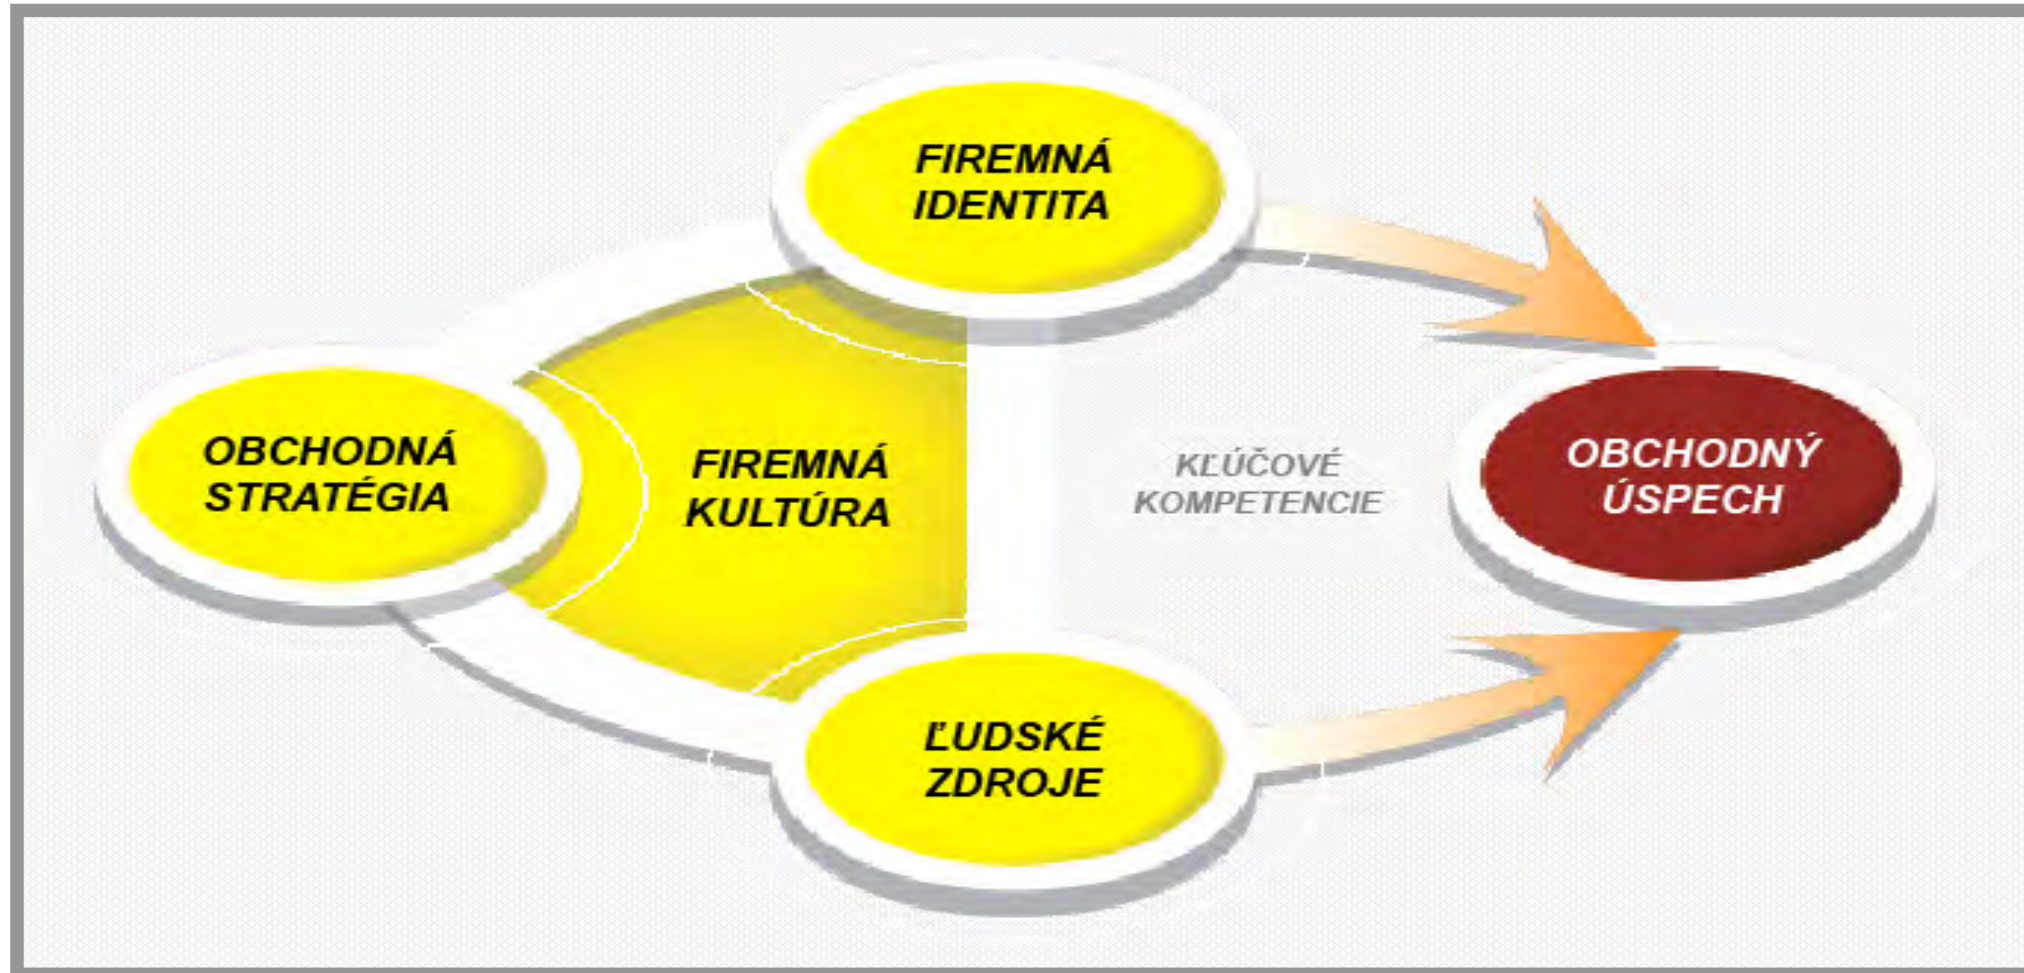 FIREMNÁ
IDENTITA
OBCHODNÁ
STRATÉGIA
FIREMNÁ
KULTÚRA
KĽÚČOVÉ
KOMPETENCIE
OBCHODNÝ
ÚSPECH
ĽUDSKÉ
ZDROJE